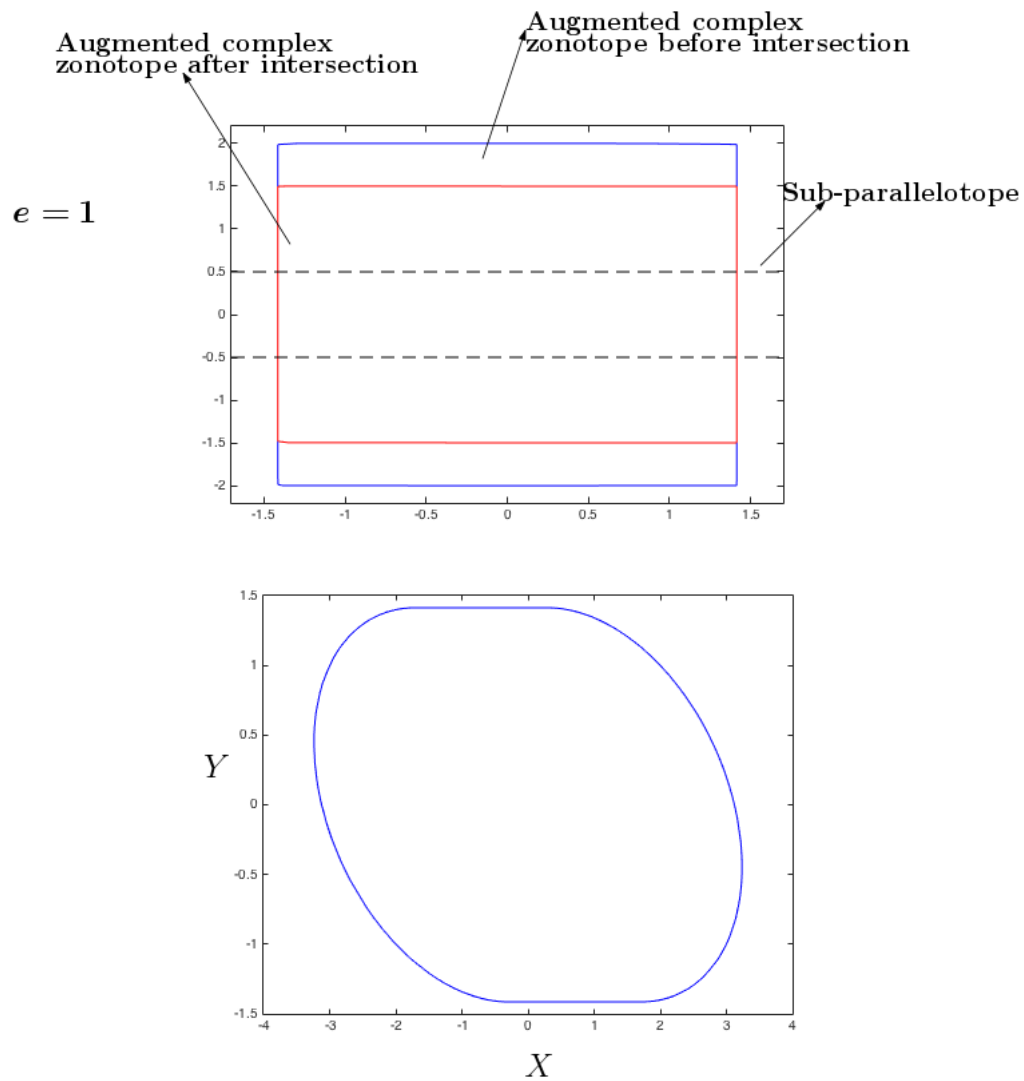 Augmented complex
zonotope before intersection
Augmented complex
zonotope after intersection
Sub-parallelotope
e = 1
2
1.5
1
0.5
0
-0.5
-1
-1.5
-2
-1.5 -1 -0.5 0 0.5 1 1.5
1.5
1
0.5
Y
0
-0.5
-1
-1.5
-4 -3 -2 -1 0 1 2 3 4
X